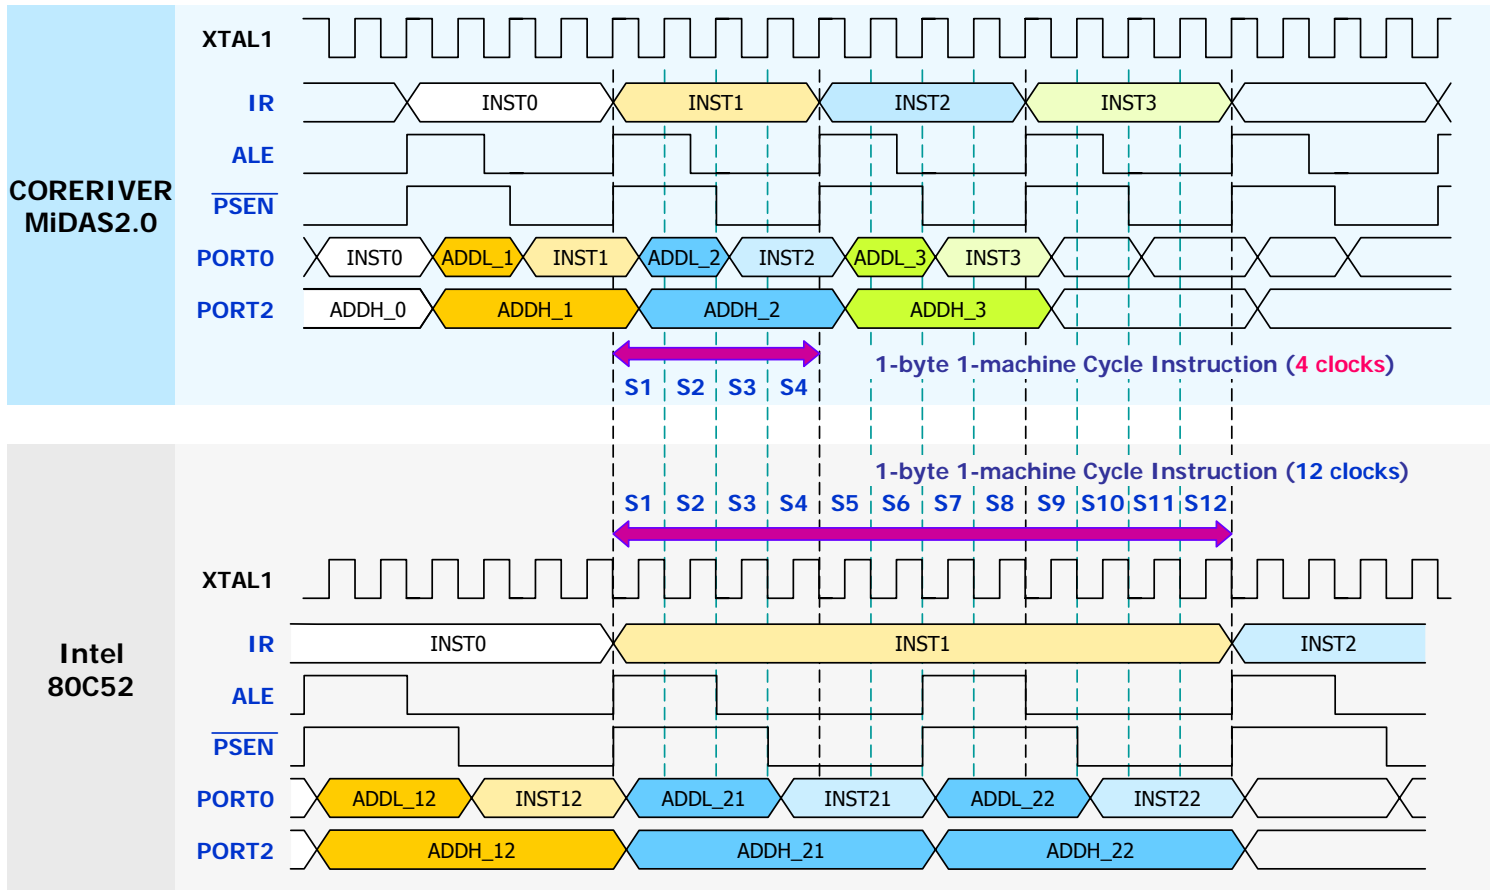 CORERIVER
MiDAS2.0
XTAL1
IR INST0 INST1 INST2 INST3
ALE
PSEN
PORT0 INST0 ADDL_1 INST1 ADDL_2 INST2 ADDL_3 INST3
PORT2 ADDH_0 ADDH_1 ADDH_2 ADDH_3
1-byte 1-machine Cycle Instruction (4 clocks)
S1 S2 S3 S4
Intel
80C52
1-byte 1-machine Cycle Instruction (12 clocks)
S1 S2 S3 S4 S5 S6 S7 S8 S9 S10 S11 S12
XTAL1
IR INST0 INST1 INST2
ALE
PSEN
PORT0 ADDL_12 INST12 ADDL_21 INST21 ADDL_22 INST22
PORT2 ADDH_12 ADDH_21 ADDH_22